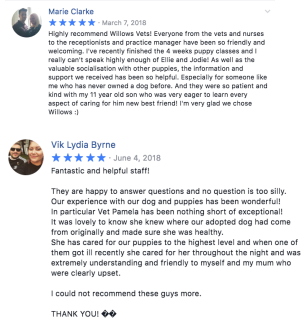 Marie Clarke
★★★★★ · March 7, 2018
Highly recommend Willows Vets! Everyone from the vets and nurses
to the receptionists and practice manager have been so friendly and
welcoming. I've recently finished the 4 weeks puppy classes and I
really can't speak highly enough of Ellie and Jodie! As well as the
valuable socialisation with other puppies, the information and
support we received has been so helpful. Especially for someone like
me who has never owned a dog before. And they were so patient and
kind with my 11 year old son who was very eager to learn every
aspect of caring for him new best friend! I'm very glad we chose
Willows :)
Vik Lydia Byrne
★★★★★ · June 4, 2018
Fantastic and helpful staff!
They are happy to answer questions and no question is too silly.
Our experience with our dog and puppies has been wonderful!
In particular Vet Pamela has been nothing short of exceptional!
It was lovely to know she knew where our adopted dog had come
from originally and made sure she was healthy.
She has cared for our puppies to the highest level and when one of
them got ill recently she cared for her throughout the night and was
extremely understanding and friendly to myself and my mum who
were clearly upset.
I could not recommend these guys more.
THANK YOU! ��